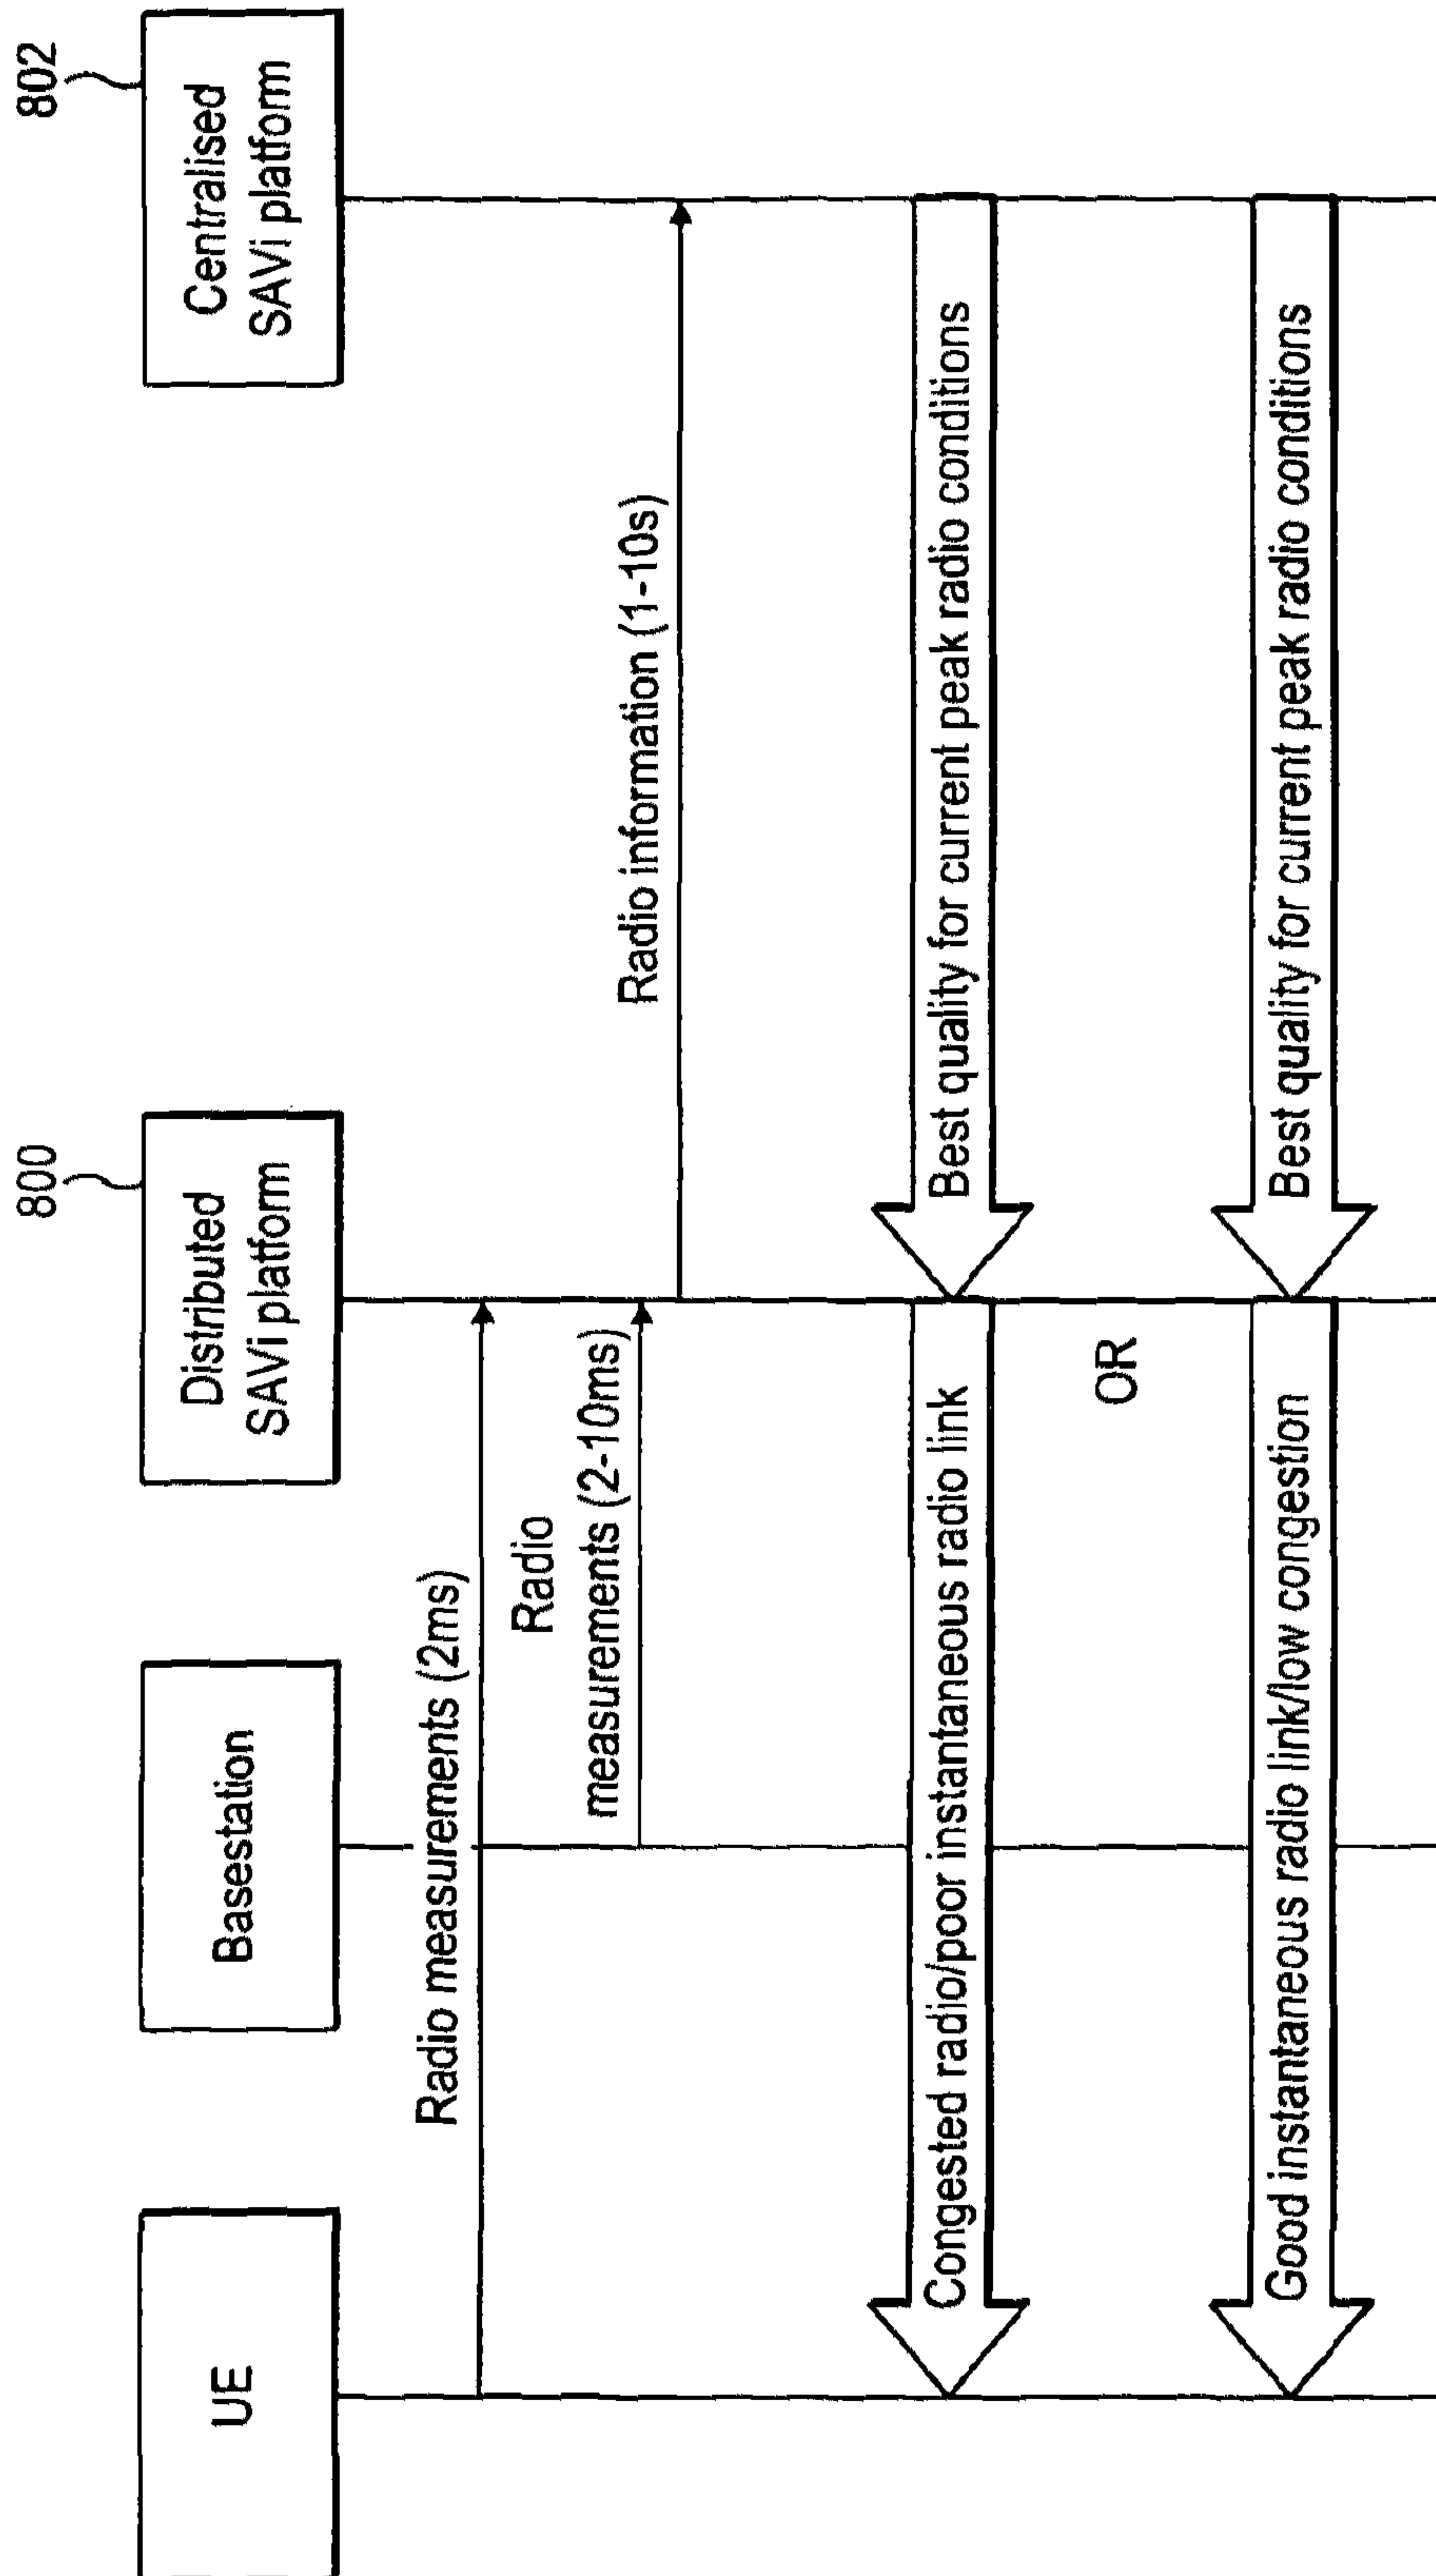 UE
Basestation
800
Distributed
SAVi platform
802
Centralised
SAVi platform
Radio measurements (2ms)
Radio
measurements (2-10ms)
Radio information (1-10s)
Congested radio/poor instantaneous radio link
Best quality for current peak radio conditions
OR
Good instantaneous radio link/low congestion
Best quality for current peak radio conditions